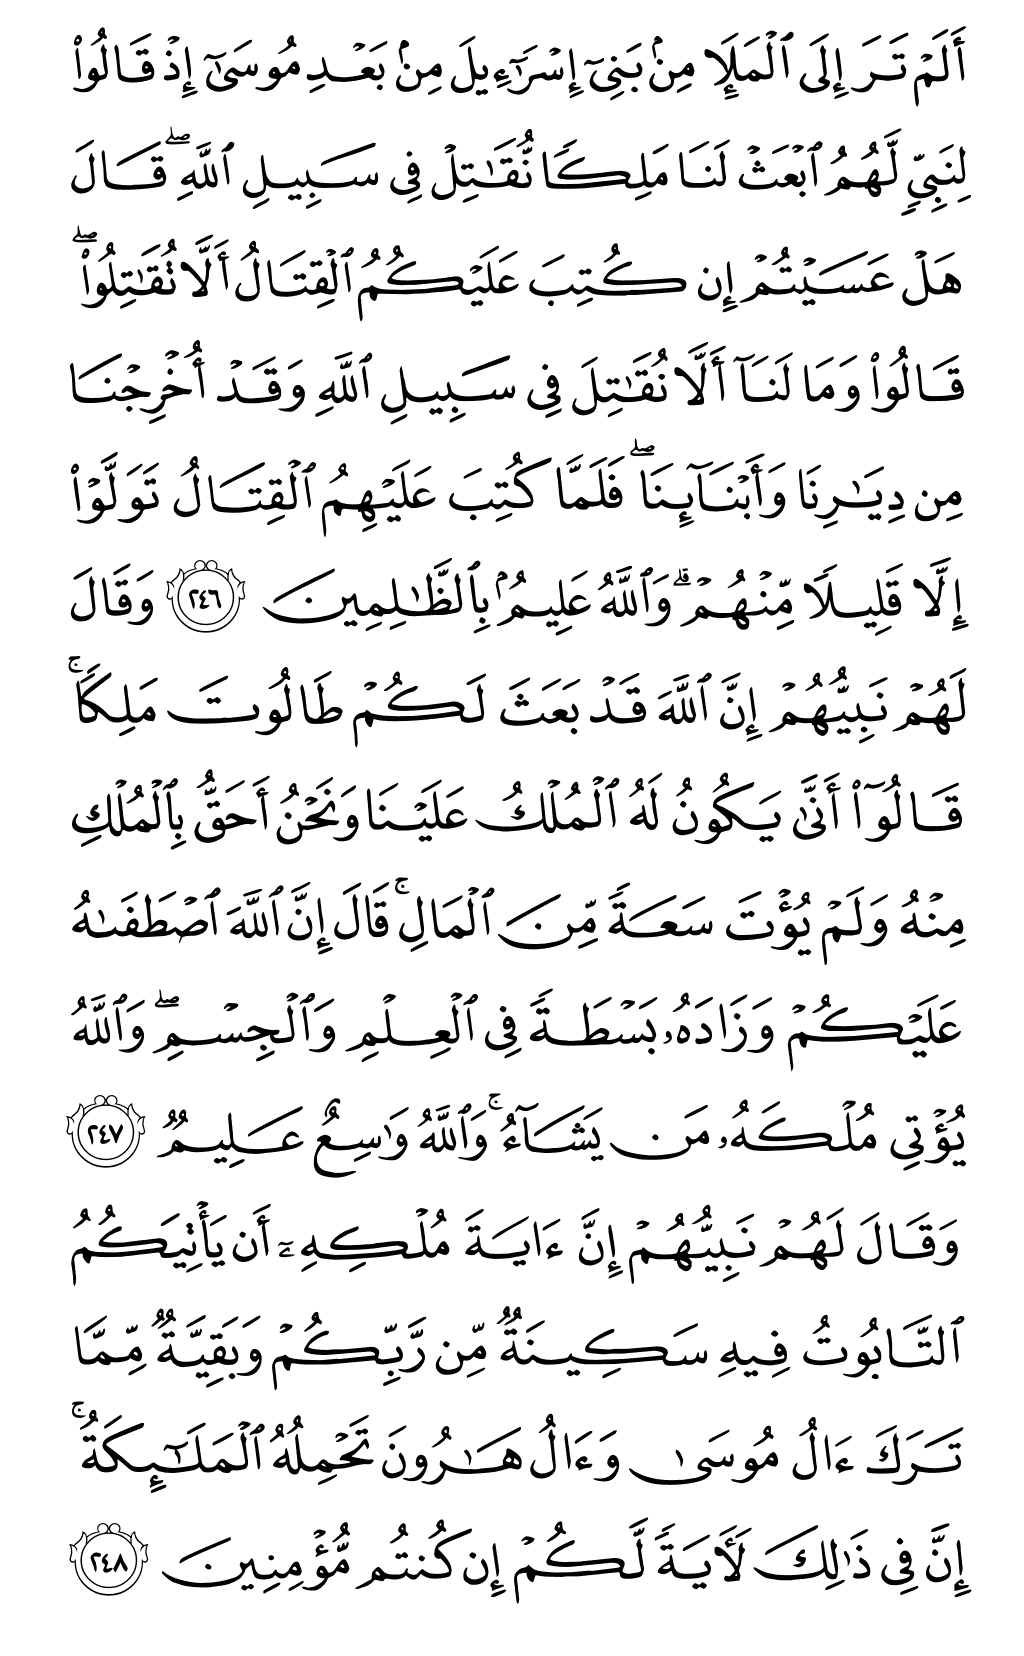 أَلَمۡ تَرَ إِلَى ٱلۡمَلَإِ مِنۢ بَنِيٓ إِسۡرَٰٓءِيلَ مِنۢ بَعۡدِ مُوسَىٰٓ إِذۡ قَالُواْ
لِنَبِيّٖ لَّهُمُ ٱبۡعَثۡ لَنَا مَلِكٗا نُّقَٰتِلۡ فِي سَبِيلِ ٱللَّهِۖ قَالَ
هَلۡ عَسَيۡتُمۡ إِن كُتِبَ عَلَيۡكُمُ ٱلۡقِتَالُ أَلَّا تُقَٰتِلُواْۖ
قَالُواْ وَمَا لَنَآ أَلَّا نُقَٰتِلَ فِي سَبِيلِ ٱللَّهِ وَقَدۡ أُخۡرِجۡنَا
مِن دِيَٰرِنَا وَأَبۡنَآئِنَاۖ فَلَمَّا كُتِبَ عَلَيۡهِمُ ٱلۡقِتَالُ تَوَلَّوۡاْ
إِلَّا قَلِيلٗا مِّنۡهُمۡۚ وَٱللَّهُ عَلِيمُۢ بِٱلظَّٰلِمِينَ ٢٤٦ وَقَالَ
لَهُمۡ نَبِيُّهُمۡ إِنَّ ٱللَّهَ قَدۡ بَعَثَ لَكُمۡ طَالُوتَ مَلِكٗاۚ
قَالُوٓاْ أَنَّىٰ يَكُونُ لَهُ ٱلۡمُلۡكُ عَلَيۡنَا وَنَحۡنُ أَحَقُّ بِٱلۡمُلۡكِ
مِنۡهُ وَلَمۡ يُؤۡتَ سَعَةٗ مِّنَ ٱلۡمَالِۚ قَالَ إِنَّ ٱللَّهَ ٱصۡطَفَىٰهُ
عَلَيۡكُمۡ وَزَادَهُۥ بَسۡطَةٗ فِي ٱلۡعِلۡمِ وَٱلۡجِسۡمِۖ وَٱللَّهُ
يُؤۡتِي مُلۡكَهُۥ مَن يَشَآءُۚ وَٱللَّهُ وَٰسِعٌ عَلِيمٞ ٢٤٧
وَقَالَ لَهُمۡ نَبِيُّهُمۡ إِنَّ ءَايَةَ مُلۡكِهِۦٓ أَن يَأۡتِيَكُمُ
ٱلتَّابُوتُ فِيهِ سَكِينَةٞ مِّن رَّبِّكُمۡ وَبَقِيَّةٞ مِّمَّا
تَرَكَ ءَالُ مُوسَىٰ وَءَالُ هَٰرُونَ تَحۡمِلُهُ ٱلۡمَلَٰٓئِكَةُۚ
إِنَّ فِي ذَٰلِكَ لَأٓيَةٗ لَّكُمۡ إِن كُنتُم مُّؤۡمِنِينَ ٢٤٨